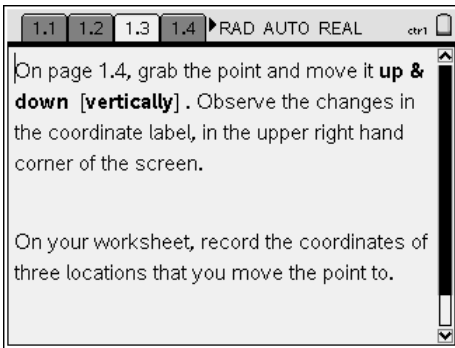 1.1 1.2 1.3 1.4 RAD AUTO REAL ctrl
On page 1.4, grab the point and move it up &
down [vertically] . Observe the changes in
the coordinate label, in the upper right hand
corner of the screen.
On your worksheet, record the coordinates of
three locations that you move the point to.